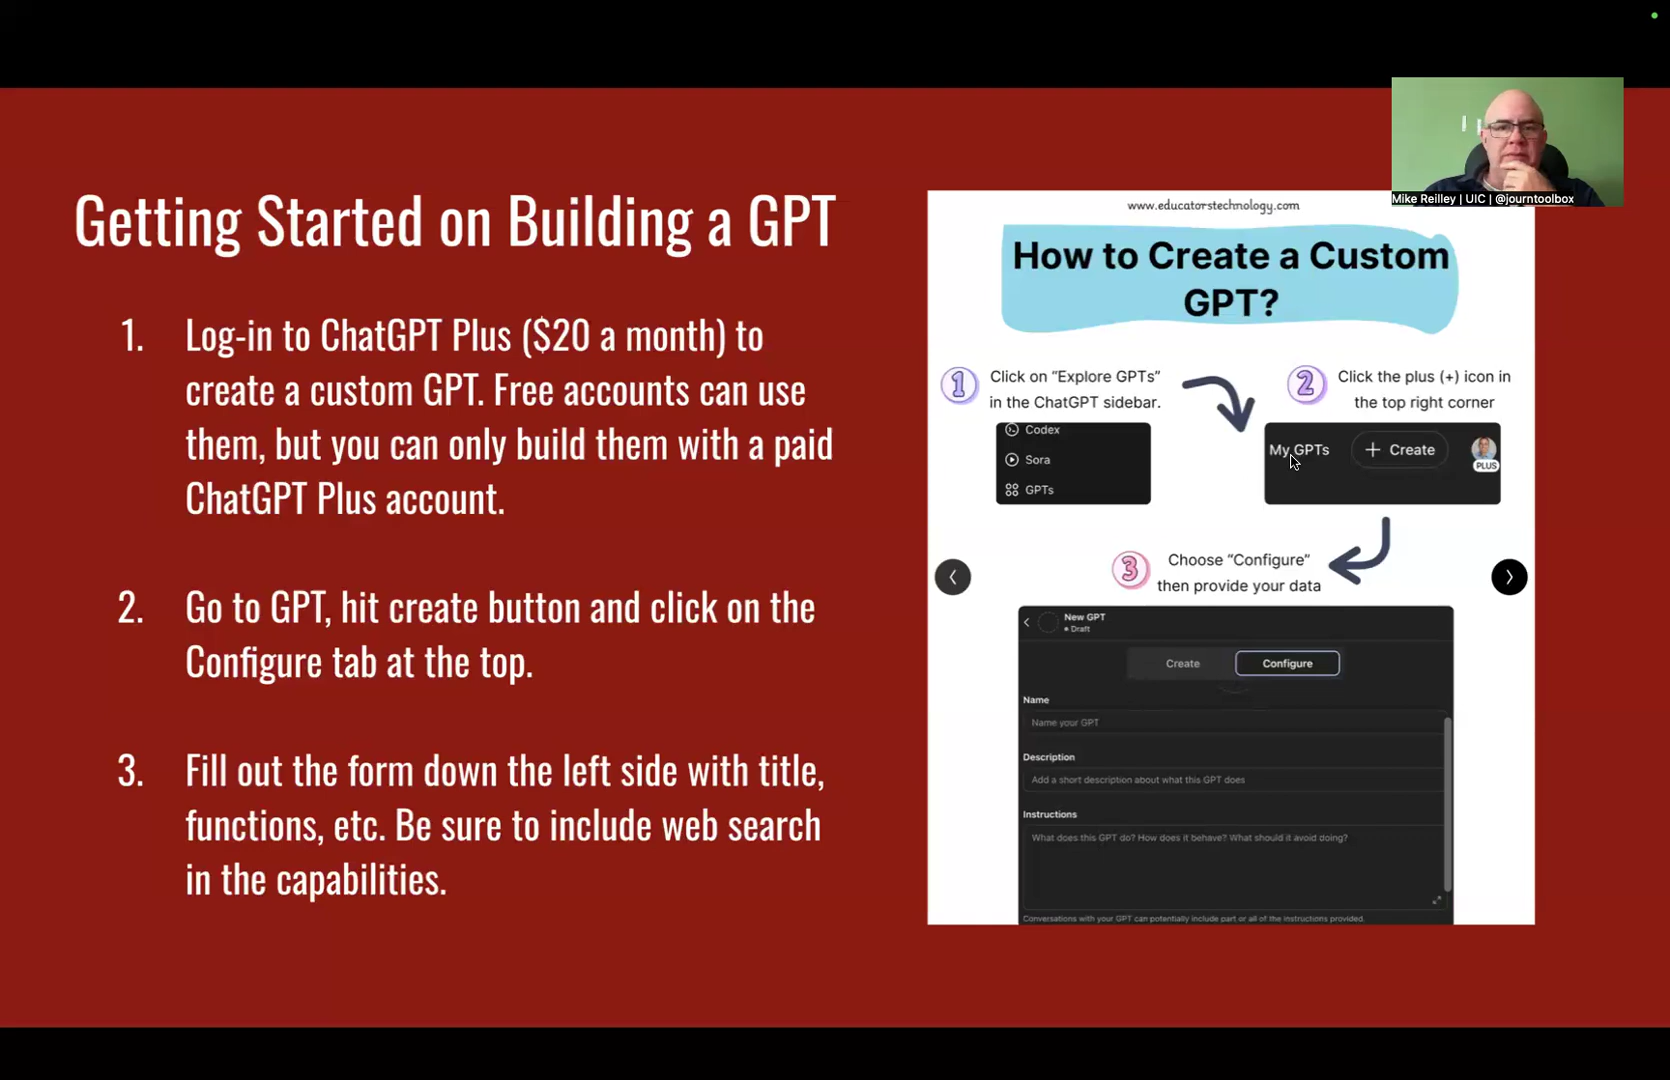 Mike Reilley | UIC | @journtoolbox
Getting Started on Building a GPT
1. Log-in to ChatGPT Plus ($20 a month) to
create a custom GPT. Free accounts can use
them, but you can only build them with a paid
ChatGPT Plus account.
2. Go to GPT, hit create button and click on the
Configure tab at the top.
3. Fill out the form down the left side with title,
functions, etc. Be sure to include web search
in the capabilities.
www.educatorstechnology.com
How to Create a Custom
GPT?
1 Click on “Explore GPTs”
in the ChatGPT sidebar.
Codex
Sora
GPTs
2 Click the plus (+) icon in
the top right corner
My GPTs + Create
PLUS
3 Choose “Configure”
then provide your data
New GPT
Draft
Create Configure
Name
Name your GPT
Description
Add a short description about what this GPT does
Instructions
What does this GPT do? How does it behave? What should it avoid doing?
Conversations with your GPT can potentially include part or all of the instructions provided.